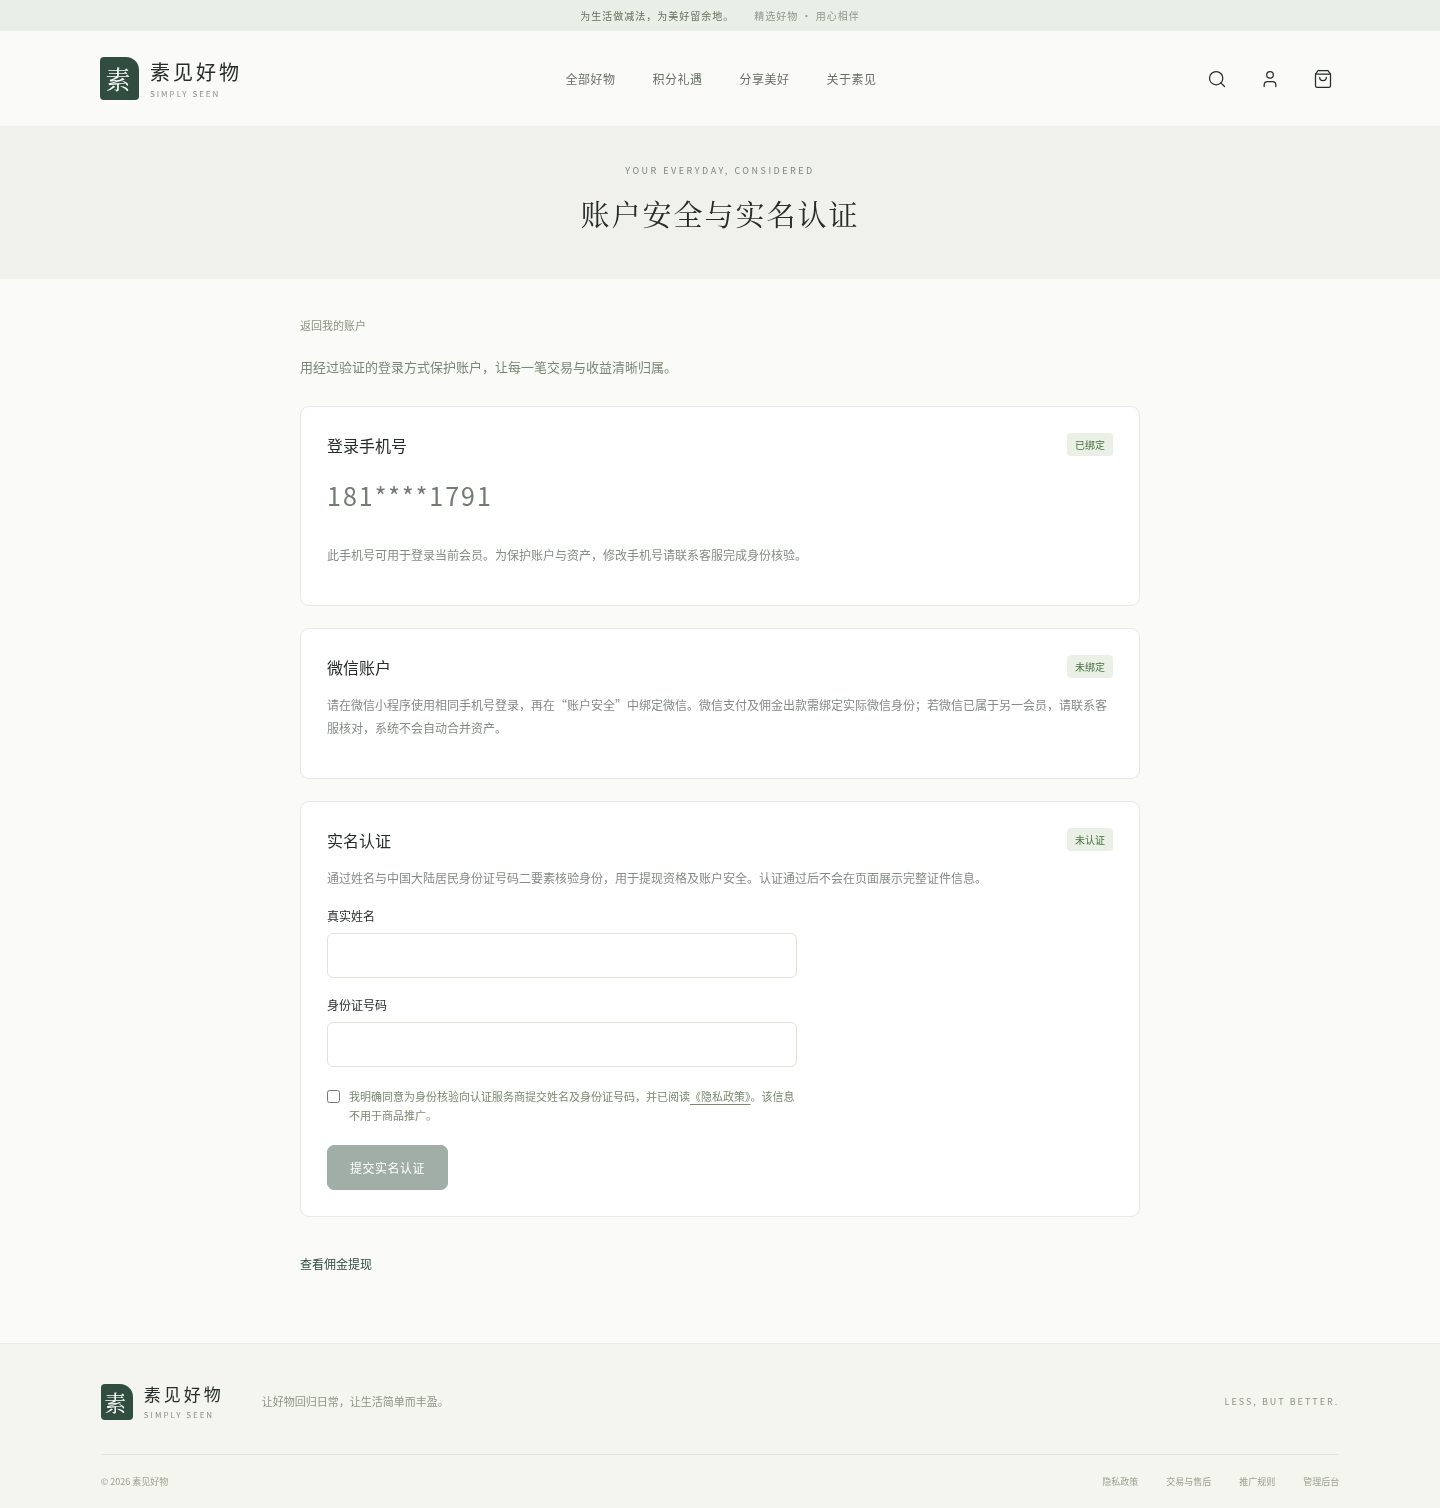 为生活做减法，为美好留余地。 精选好物 · 用心相伴
素 素见好物
SIMPLY SEEN
全部好物 积分礼遇 分享美好 关于素见
YOUR EVERYDAY, CONSIDERED
账户安全与实名认证
返回我的账户
用经过验证的登录方式保护账户，让每一笔交易与收益清晰归属。
登录手机号 已绑定
181****1791
此手机号可用于登录当前会员。为保护账户与资产，修改手机号请联系客服完成身份核验。
微信账户 未绑定
请在微信小程序使用相同手机号登录，再在“账户安全”中绑定微信。微信支付及佣金出款需绑定实际微信身份；若微信已属于另一会员，请联系客
服核对，系统不会自动合并资产。
实名认证 未认证
通过姓名与中国大陆居民身份证号码二要素核验身份，用于提现资格及账户安全。认证通过后不会在页面展示完整证件信息。
真实姓名
身份证号码
我明确同意为身份核验向认证服务商提交姓名及身份证号码，并已阅读《隐私政策》。该信息
不用于商品推广。
提交实名认证
查看佣金提现
素 素见好物
SIMPLY SEEN
让好物回归日常，让生活简单而丰盈。
LESS, BUT BETTER.
© 2026 素见好物
隐私政策 交易与售后 推广规则 管理后台